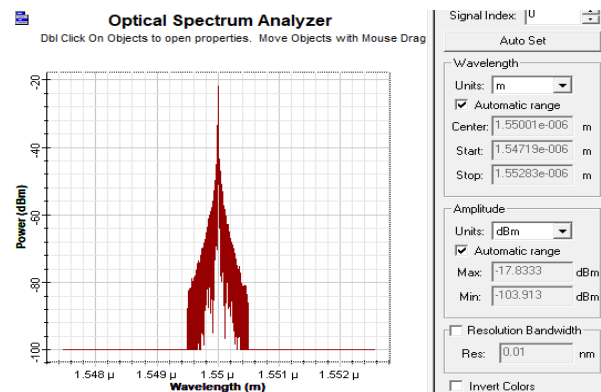 Optical Spectrum Analyzer
Dbl Click On Objects to open properties. Move Objects with Mouse Drag
Power (dBm)
-20
-40
-60
-80
-100
1.548 µ 1.549 µ 1.55 µ 1.551 µ 1.552 µ
Wavelength (m)
Signal Index: 0
Auto Set
Wavelength
Units: m
Automatic range
Center: 1.55001e-006 m
Start: 1.54719e-006 m
Stop: 1.55283e-006 m
Amplitude
Units: dBm
Automatic range
Max: -17.8333 dBm
Min: -103.913 dBm
Resolution Bandwidth
Res: 0.01 nm
Invert Colors